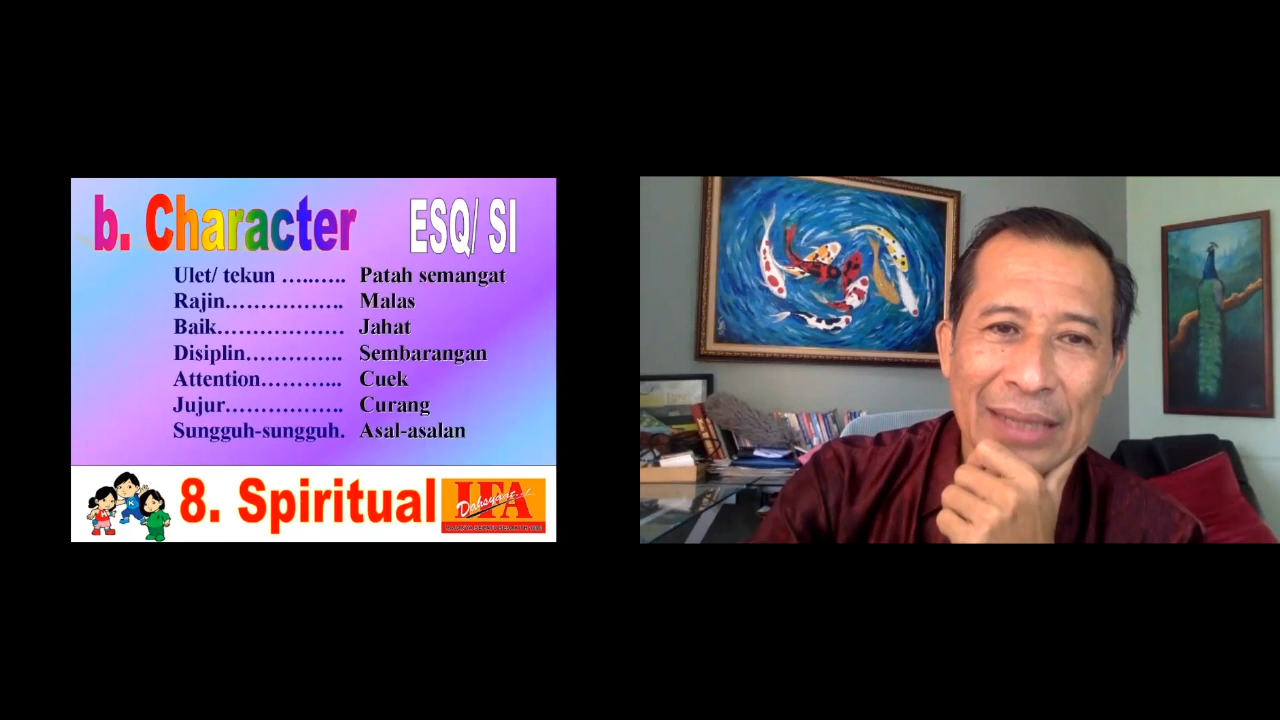 b. Character ESQ/ SI
Ulet/ tekun …..….. Patah semangat
Rajin…………….. Malas
Baik……………… Jahat
Disiplin………….. Sembarangan
Attention………... Cuek
Jujur…………….. Curang
Sungguh-sungguh. Asal-asalan
8. Spiritual
LFA
Dahsyaat...!